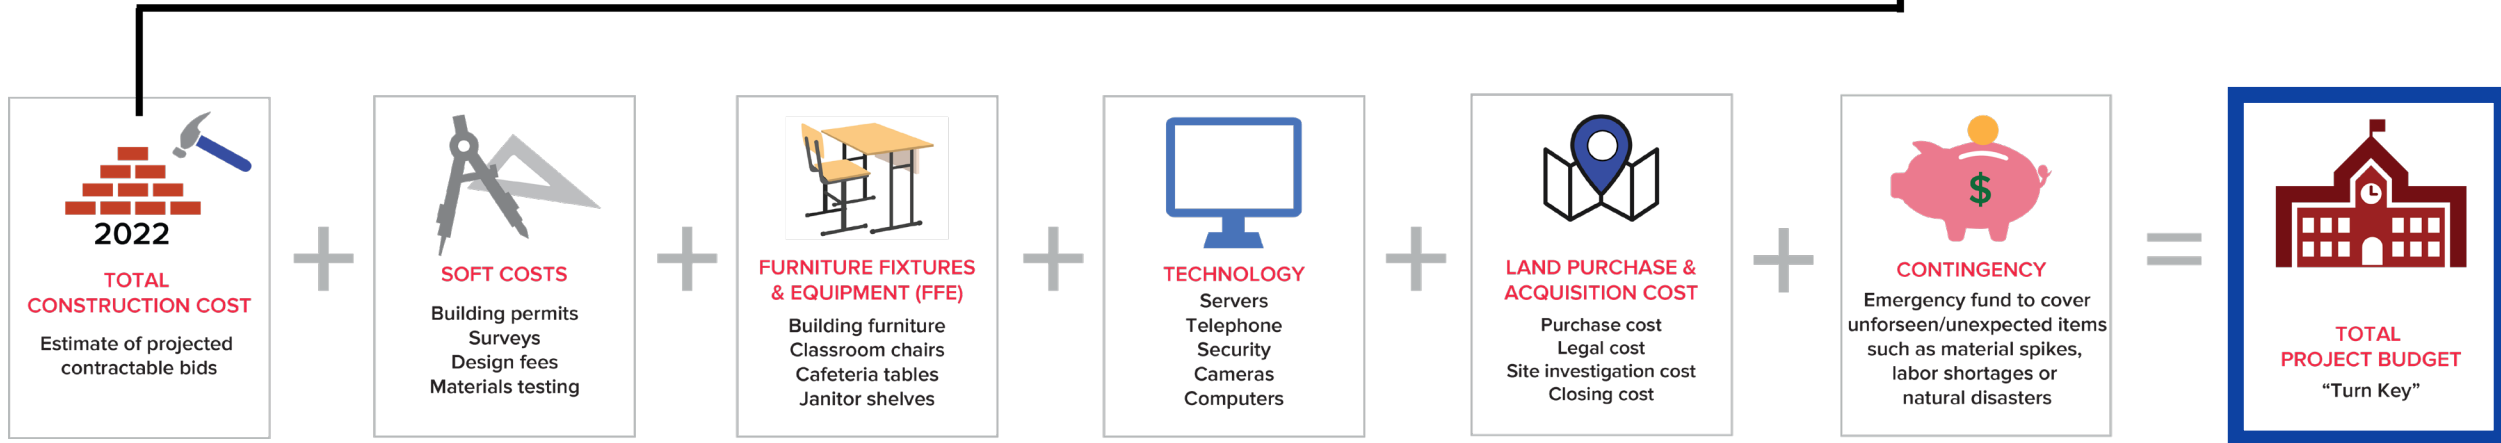 2022
TOTAL
CONSTRUCTION COST
Estimate of projected
contractable bids
+
SOFT COSTS
Building permits
Surveys
Design fees
Materials testing
+
FURNITURE FIXTURES
& EQUIPMENT (FFE)
Building furniture
Classroom chairs
Cafeteria tables
Janitor shelves
+
TECHNOLOGY
Servers
Telephone
Security
Cameras
Computers
+
LAND PURCHASE &
ACQUISITION COST
Purchase cost
Legal cost
Site investigation cost
Closing cost
+
$
CONTINGENCY
Emergency fund to cover
unforseen/unexpected items
such as material spikes,
labor shortages or
natural disasters
=
TOTAL
PROJECT BUDGET
“Turn Key”